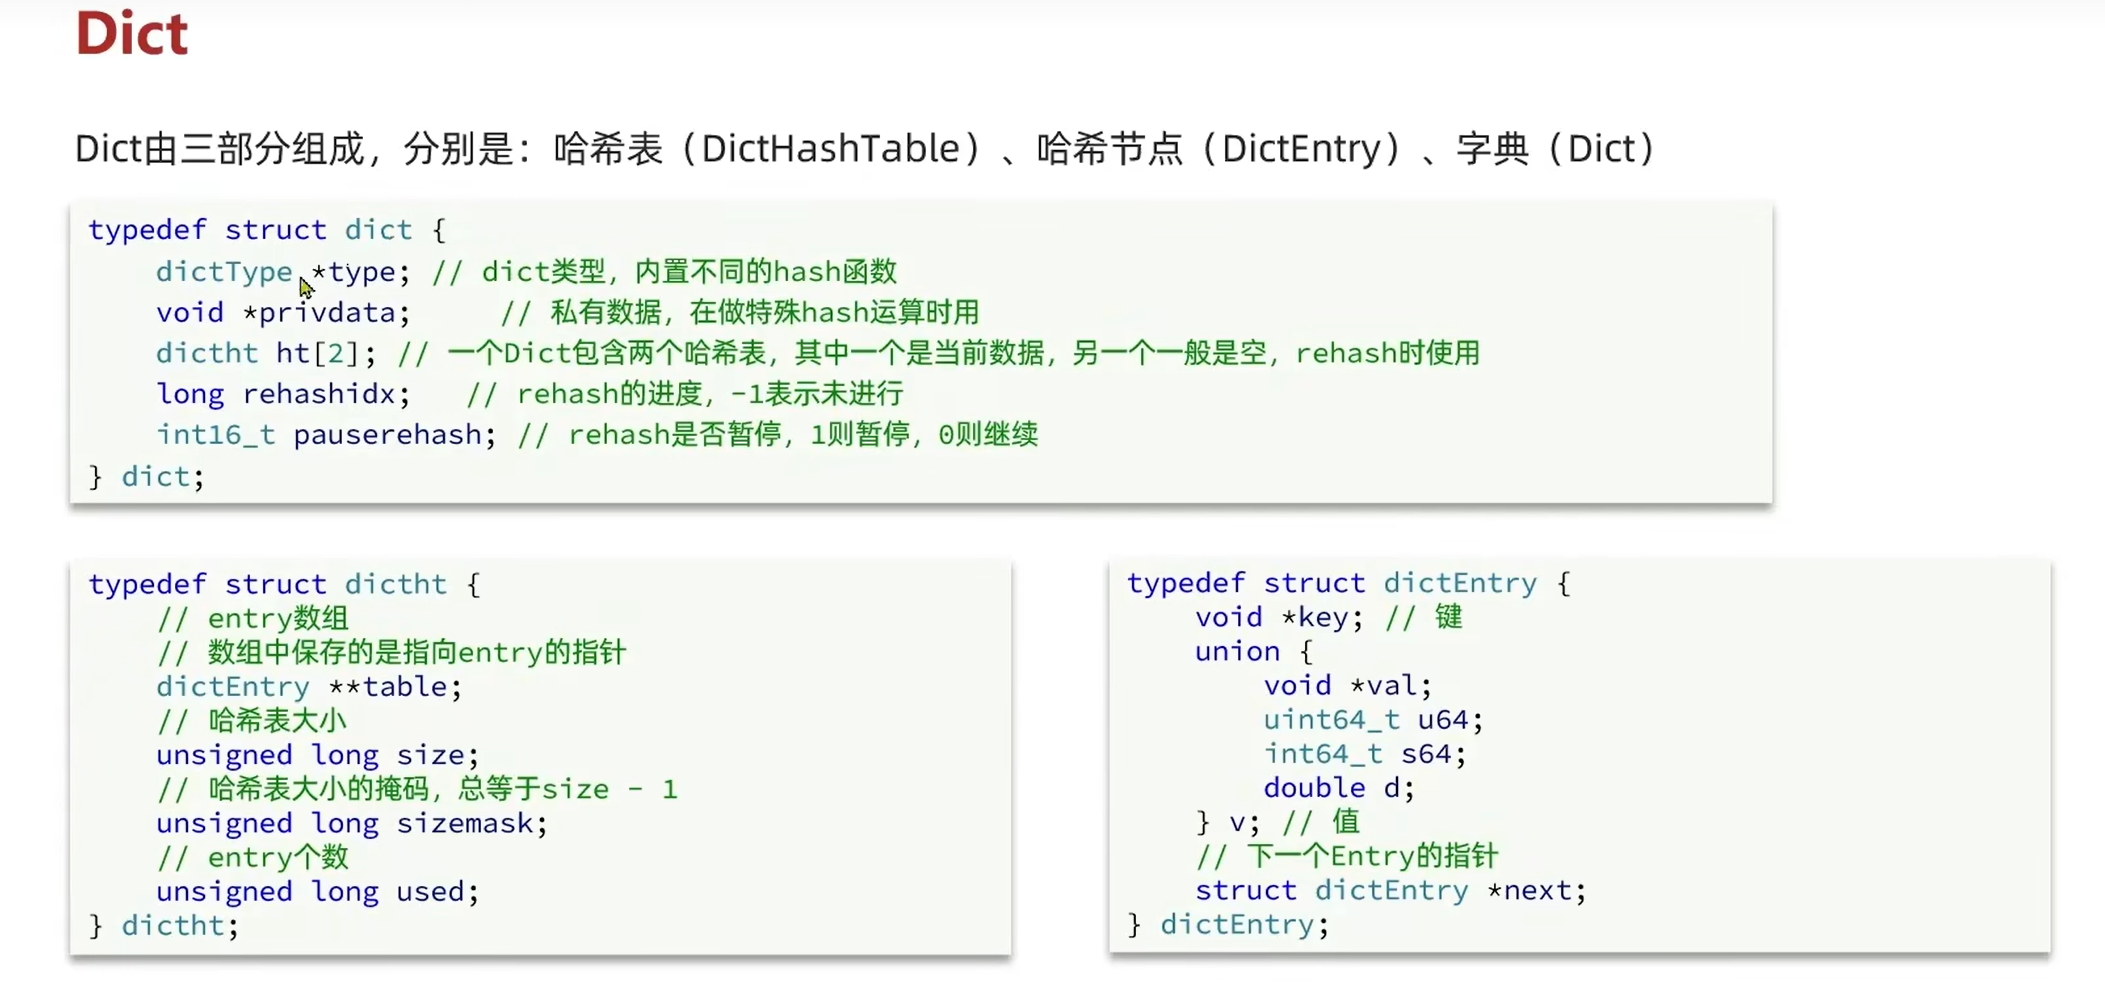 Dict
Dict由三部分组成，分别是：哈希表（DictHashTable）、哈希节点（DictEntry）、字典（Dict）
typedef struct dict {
    dictType *type; // dict类型，内置不同的hash函数
    void *privdata;     // 私有数据，在做特殊hash运算时用
    dictht ht[2]; // 一个Dict包含两个哈希表，其中一个是当前数据，另一个一般是空，rehash时使用
    long rehashidx;   // rehash的进度，-1表示未进行
    int16_t pauserehash; // rehash是否暂停，1则暂停，0则继续
} dict;
typedef struct dictht {
    // entry数组
    // 数组中保存的是指向entry的指针
    dictEntry **table;
    // 哈希表大小
    unsigned long size;
    // 哈希表大小的掩码，总等于size - 1
    unsigned long sizemask;
    // entry个数
    unsigned long used;
} dictht;
typedef struct dictEntry {
    void *key; // 键
    union {
        void *val;
        uint64_t u64;
        int64_t s64;
        double d;
    } v; // 值
    // 下一个Entry的指针
    struct dictEntry *next;
} dictEntry;